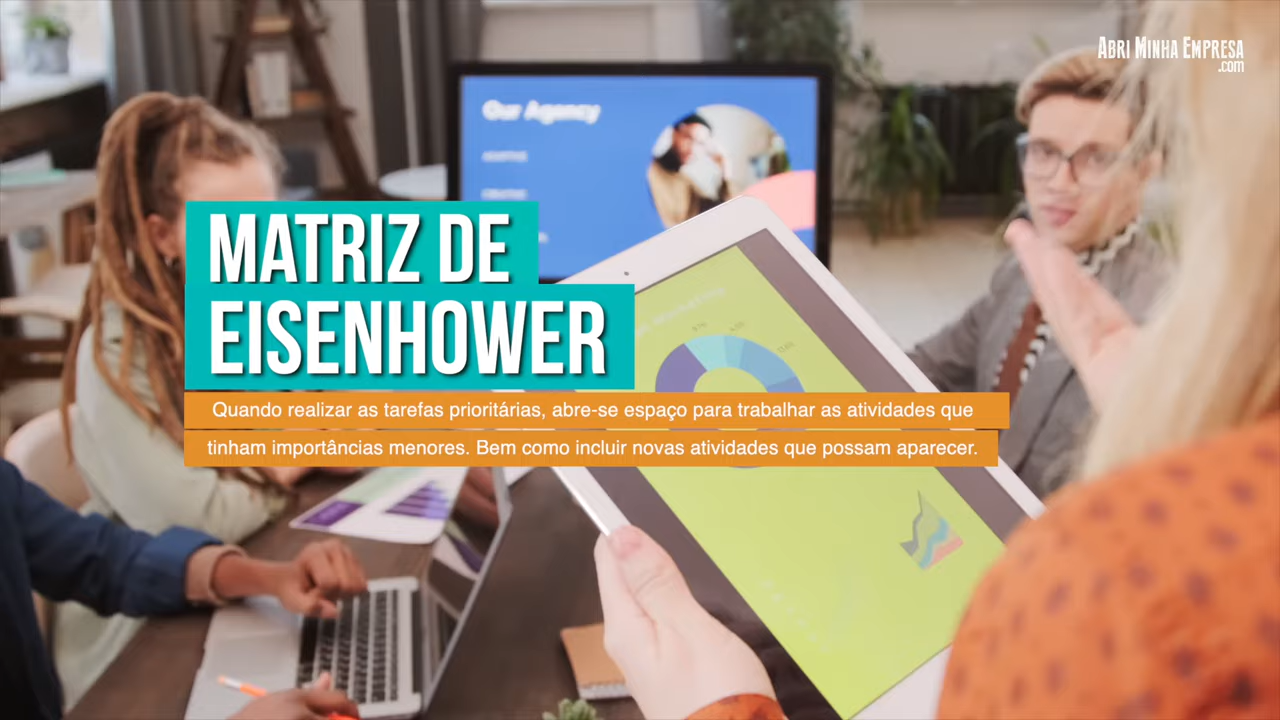 ABRI MINHA EMPRESA
.com
Our Agency
MATRIZ DE
EISENHOWER
Quando realizar as tarefas prioritárias, abre-se espaço para trabalhar as atividades que
tinham importâncias menores. Bem como incluir novas atividades que possam aparecer.